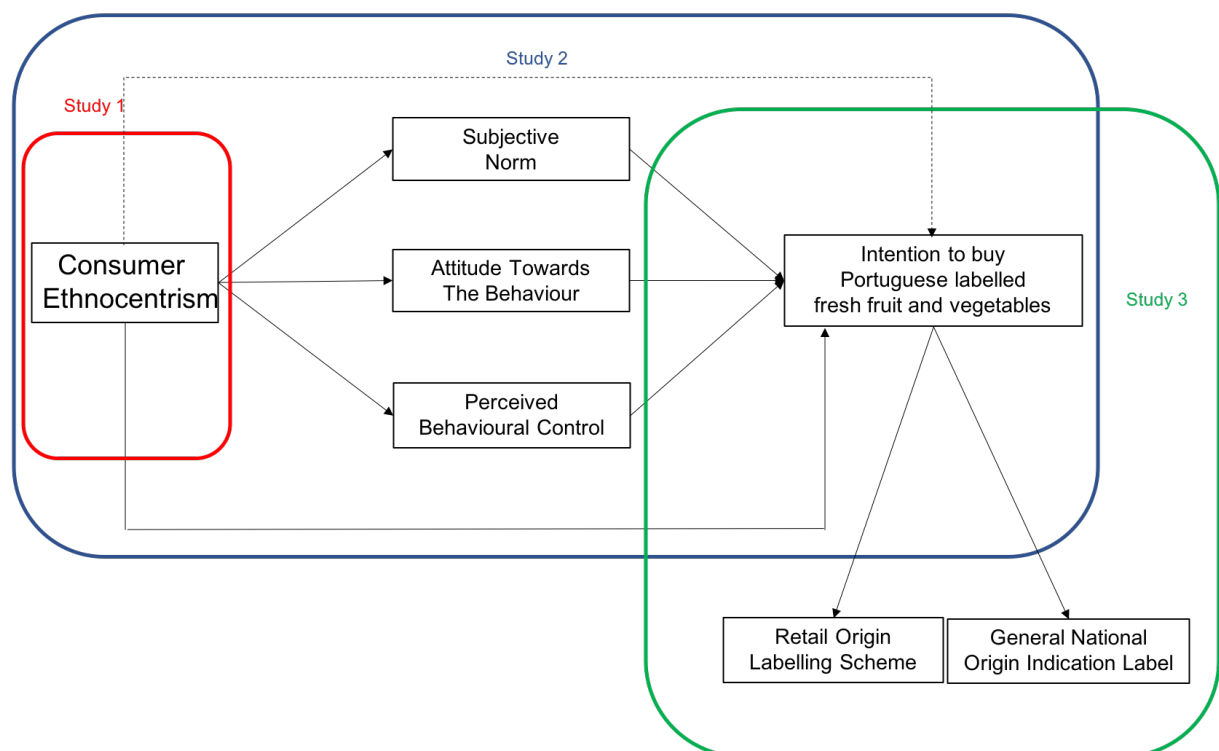 Study 2
Study 1
Subjective
Norm
Consumer
Ethnocentrism
Attitude Towards
The Behaviour
Intention to buy
Portuguese labelled
fresh fruit and vegetables
Study 3
Perceived
Behavioural Control
Retail Origin
Labelling Scheme
General National
Origin Indication Label